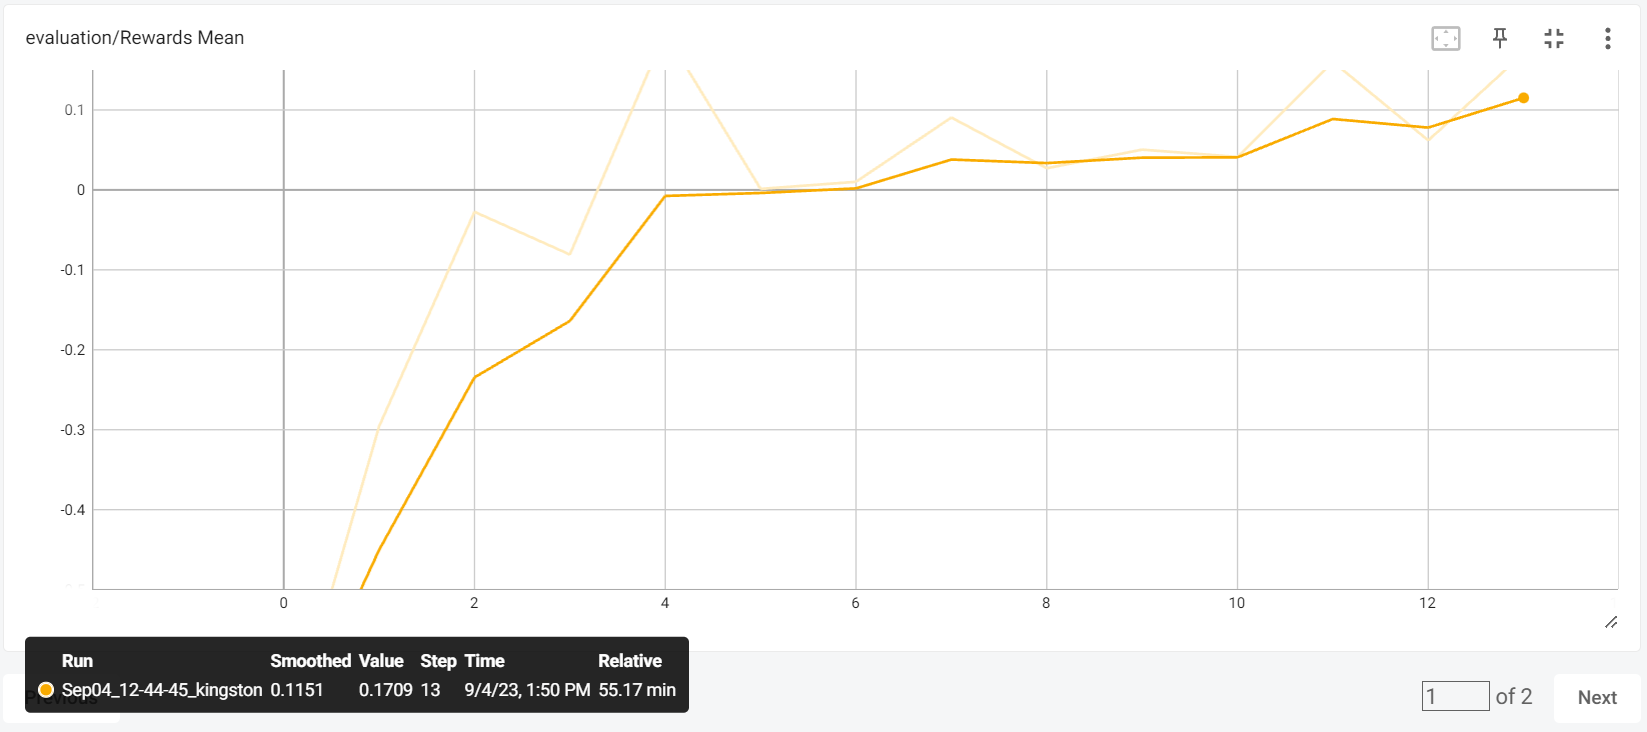 evaluation/Rewards Mean
0.1
0
-0.1
-0.2
-0.3
-0.4
0 2 4 6 8 10 12
Run Smoothed Value Step Time Relative
Sep04_12-44-45_kingston 0.1151 0.1709 13 9/4/23, 1:50 PM 55.17 min
Previous
1 of 2
Next